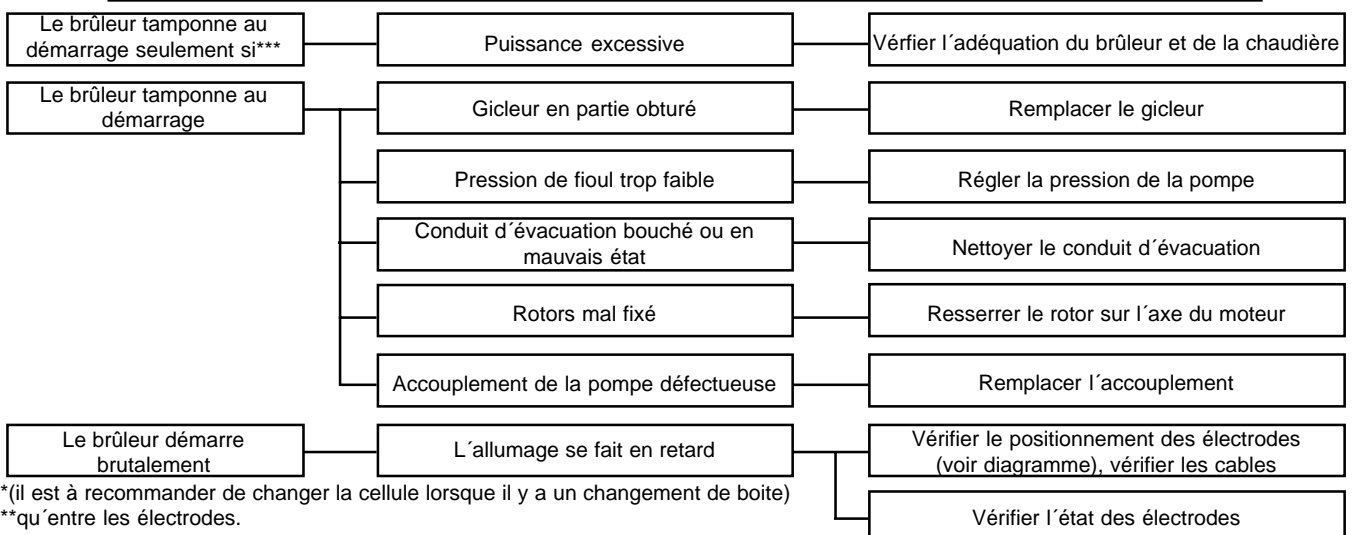 Le brûleur tamponne au
démarrage seulement si***
Puissance excessive
Vérfier l´adéquation du brûleur et de la chaudière
Le brûleur tamponne au
démarrage
Gicleur en partie obturé
Remplacer le gicleur
Pression de fioul trop faible
Régler la pression de la pompe
Conduit d´évacuation bouché ou en
mauvais état
Nettoyer le conduit d´évacuation
Rotors mal fixé
Resserrer le rotor sur l´axe du moteur
Accouplement de la pompe défectueuse
Remplacer l´accouplement
Le brûleur démarre
brutalement
L´allumage se fait en retard
Vérifier le positionnement des électrodes
(voir diagramme), vérifier les cables
Vérifier l´état des électrodes
*(il est à recommander de changer la cellule lorsque il y a un changement de boite)
**qu´entre les électrodes.